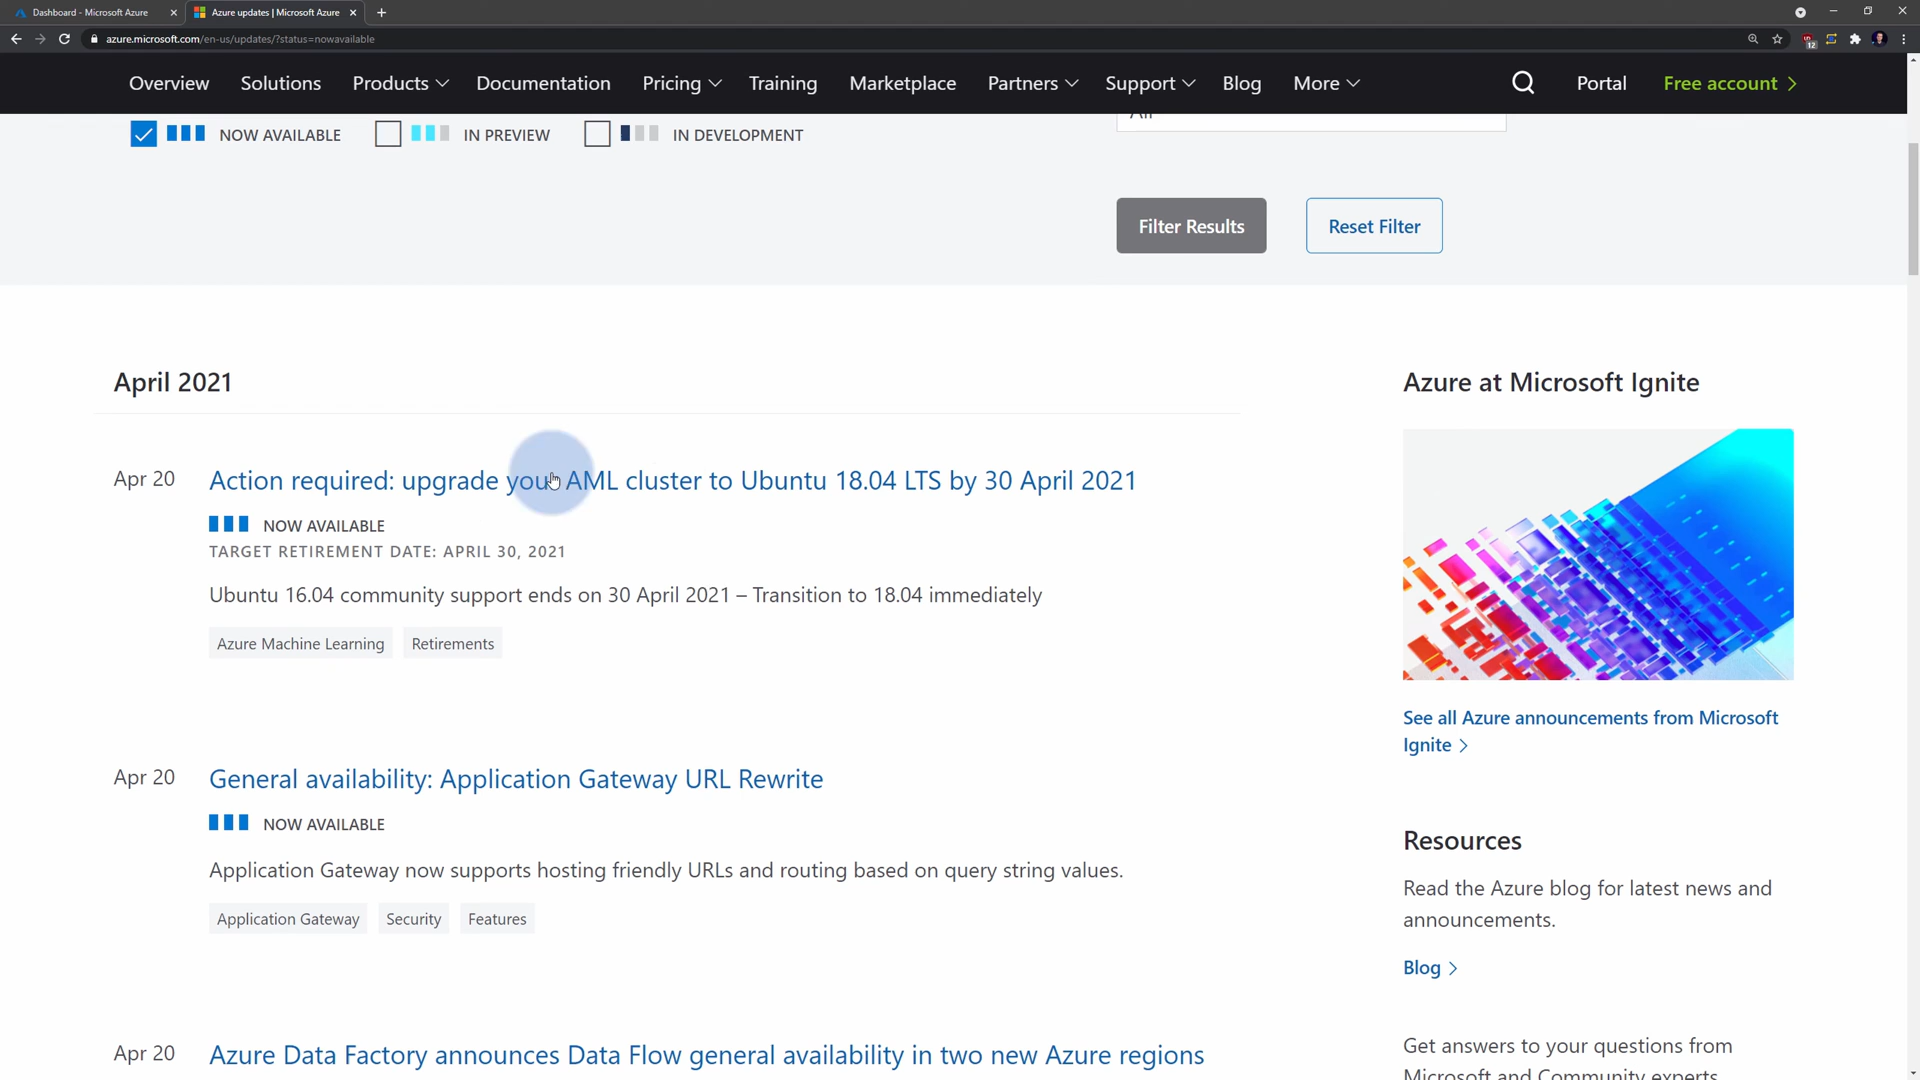 Dashboard - Microsoft Azure
Azure updates | Microsoft Azure
azure.microsoft.com/en-us/updates/?status=nowavailable
12
Overview Solutions Products Documentation Pricing Training Marketplace Partners Support Blog More Portal Free account
NOW AVAILABLE IN PREVIEW IN DEVELOPMENT
All
Filter Results Reset Filter
April 2021
Apr 20 Action required: upgrade your AML cluster to Ubuntu 18.04 LTS by 30 April 2021
NOW AVAILABLE
TARGET RETIREMENT DATE: APRIL 30, 2021
Ubuntu 16.04 community support ends on 30 April 2021 – Transition to 18.04 immediately
Azure Machine Learning Retirements
Apr 20 General availability: Application Gateway URL Rewrite
NOW AVAILABLE
Application Gateway now supports hosting friendly URLs and routing based on query string values.
Application Gateway Security Features
Apr 20 Azure Data Factory announces Data Flow general availability in two new Azure regions
Azure at Microsoft Ignite
See all Azure announcements from Microsoft
Ignite
Resources
Read the Azure blog for latest news and
announcements.
Blog
Get answers to your questions from
Microsoft and Community experts